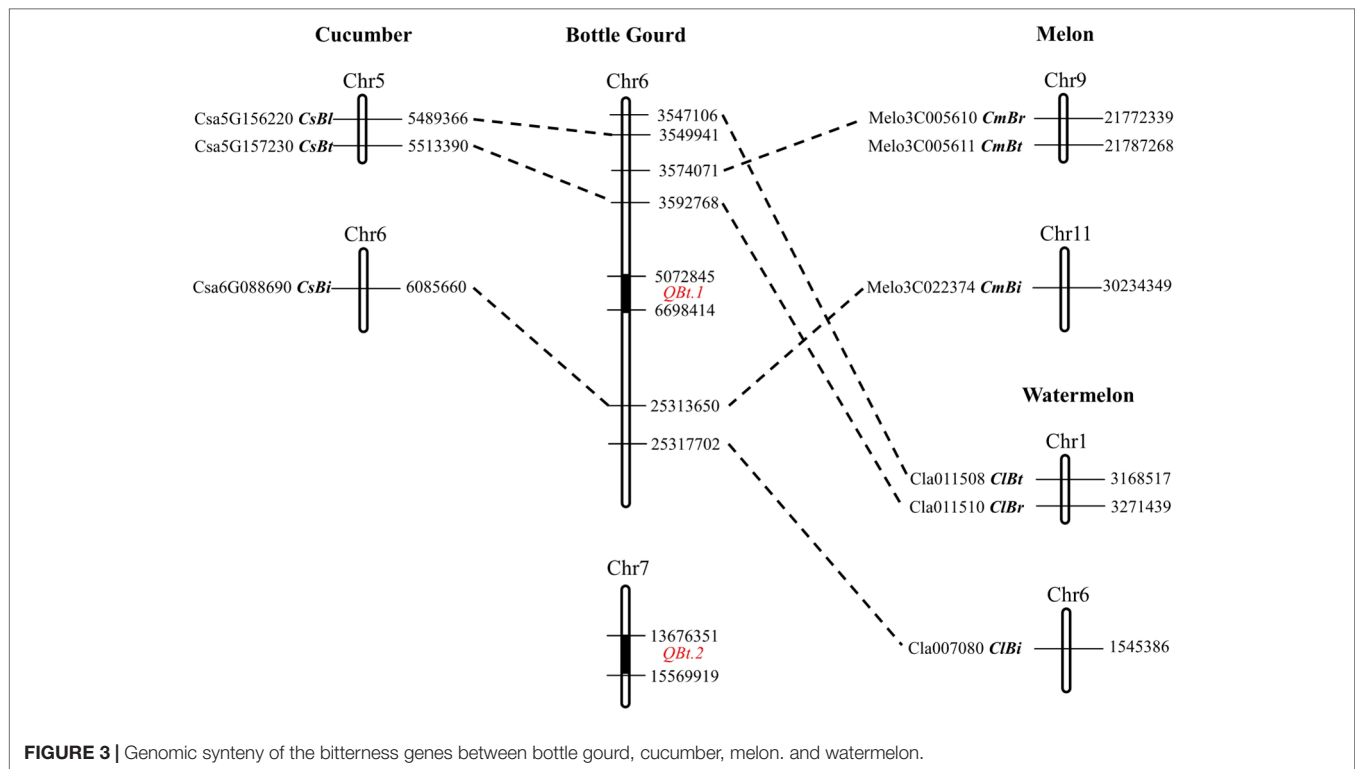 Cucumber
Bottle Gourd
Melon
Chr5
Chr6
Chr9
Csa5G156220 CsBl
5489366
Csa5G157230 CsBt
5513390
3547106
3549941
3574071
3592768
Melo3C005610 CmBr
21772339
Melo3C005611 CmBt
21787268
Chr6
Csa6G088690 CsBi
6085660
5072845
QBt.1
6698414
Chr11
Melo3C022374 CmBi
30234349
25313650
25317702
Watermelon
Chr1
Cla011508 ClBt
3168517
Cla011510 ClBr
3271439
Chr7
13676351
QBt.2
15569919
Chr6
Cla007080 ClBi
1545386
FIGURE 3 | Genomic synteny of the bitterness genes between bottle gourd, cucumber, melon. and watermelon.